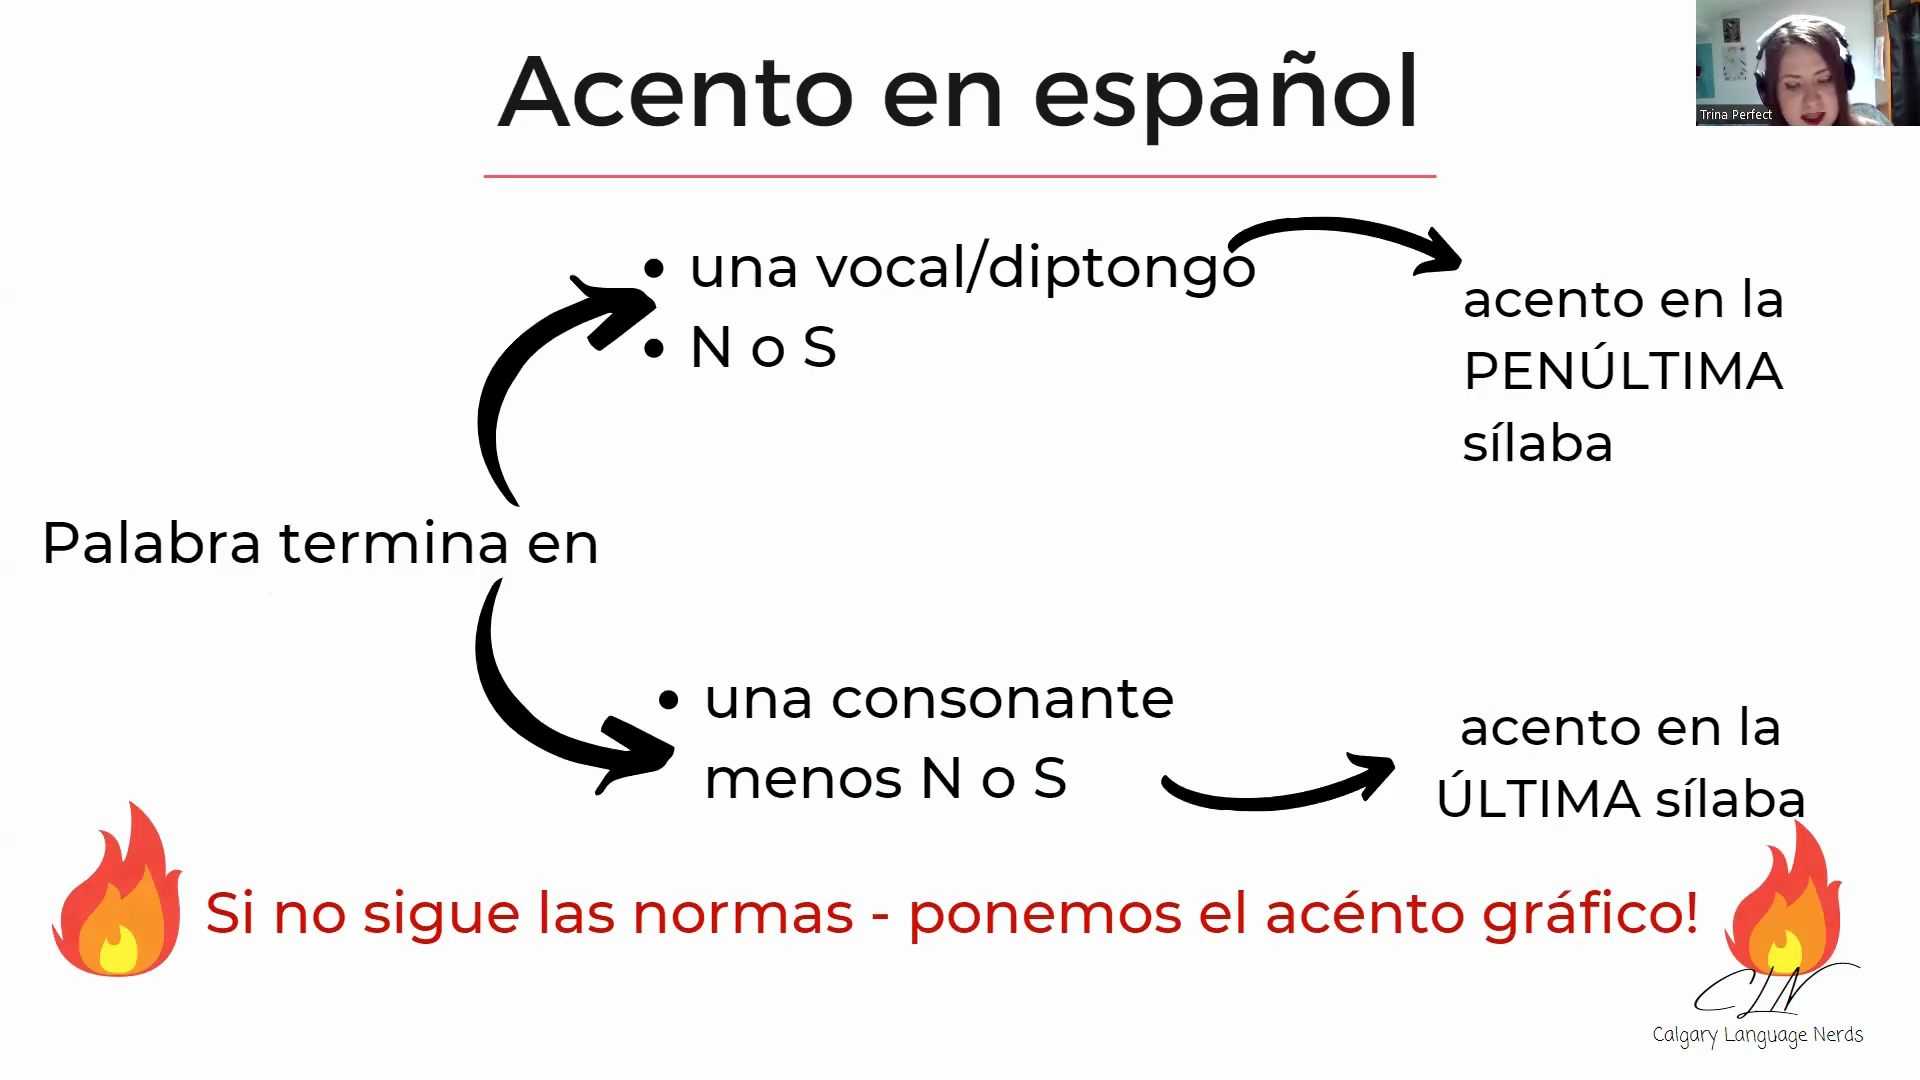 Acento en español
Trina Perfect
• una vocal/diptongo
• N o S
acento en la
PENÚLTIMA
sílaba
Palabra termina en
• una consonante
menos N o S
acento en la
ÚLTIMA sílaba
Si no sigue las normas - ponemos el acénto gráfico!
CLN
Calgary Language Nerds